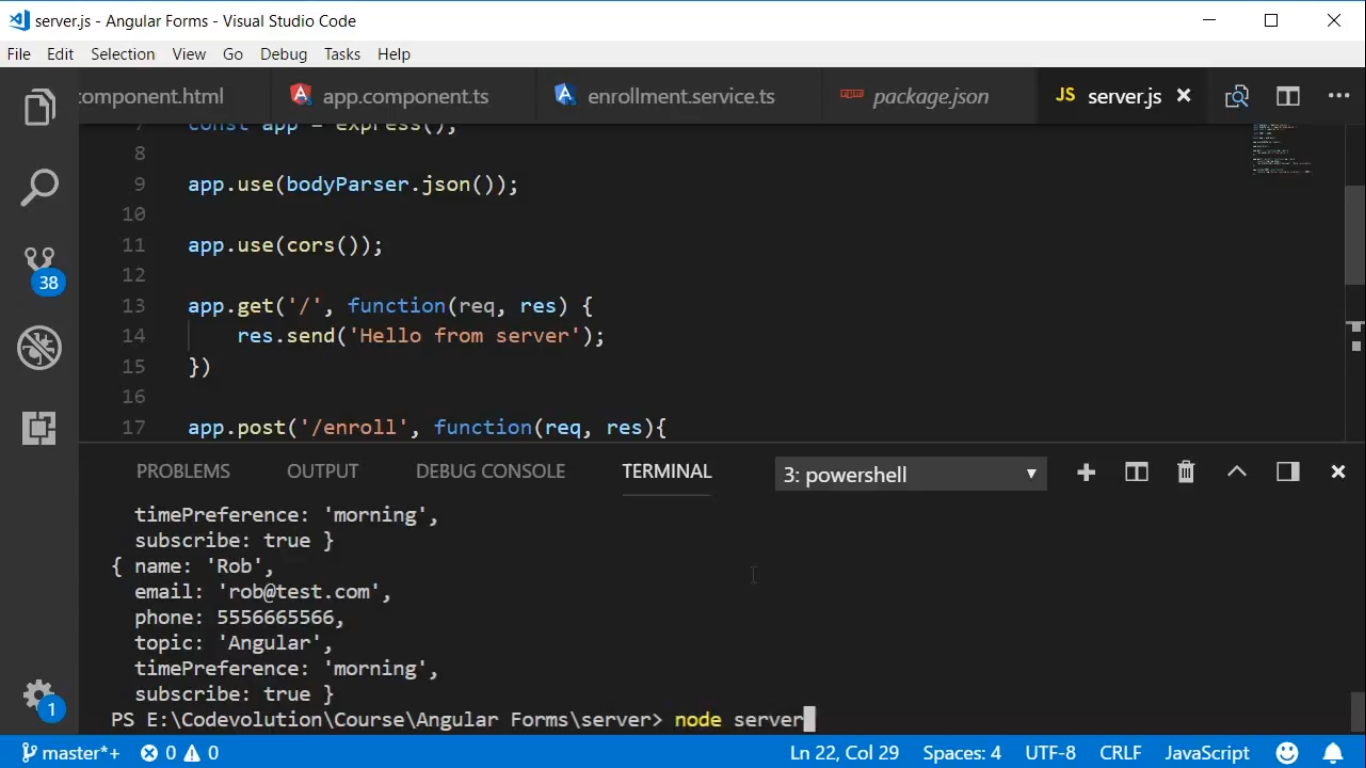 server.js - Angular Forms - Visual Studio Code
File Edit Selection View Go Debug Tasks Help
component.html app.component.ts enrollment.service.ts package.json JS server.js
7 const app = express();
8
9 app.use(bodyParser.json());
10
11 app.use(cors());
12
13 app.get('/', function(req, res) {
14 res.send('Hello from server');
15 })
16
17 app.post('/enroll', function(req, res){
38
1
PROBLEMS OUTPUT DEBUG CONSOLE TERMINAL 3: powershell
timePreference: 'morning',
subscribe: true }
{ name: 'Rob',
email: 'rob@test.com',
phone: 5556665566,
topic: 'Angular',
timePreference: 'morning',
subscribe: true }
PS E:\Codevolution\Course\Angular Forms\server> node server
master*+ 0 0 Ln 22, Col 29 Spaces: 4 UTF-8 CRLF JavaScript